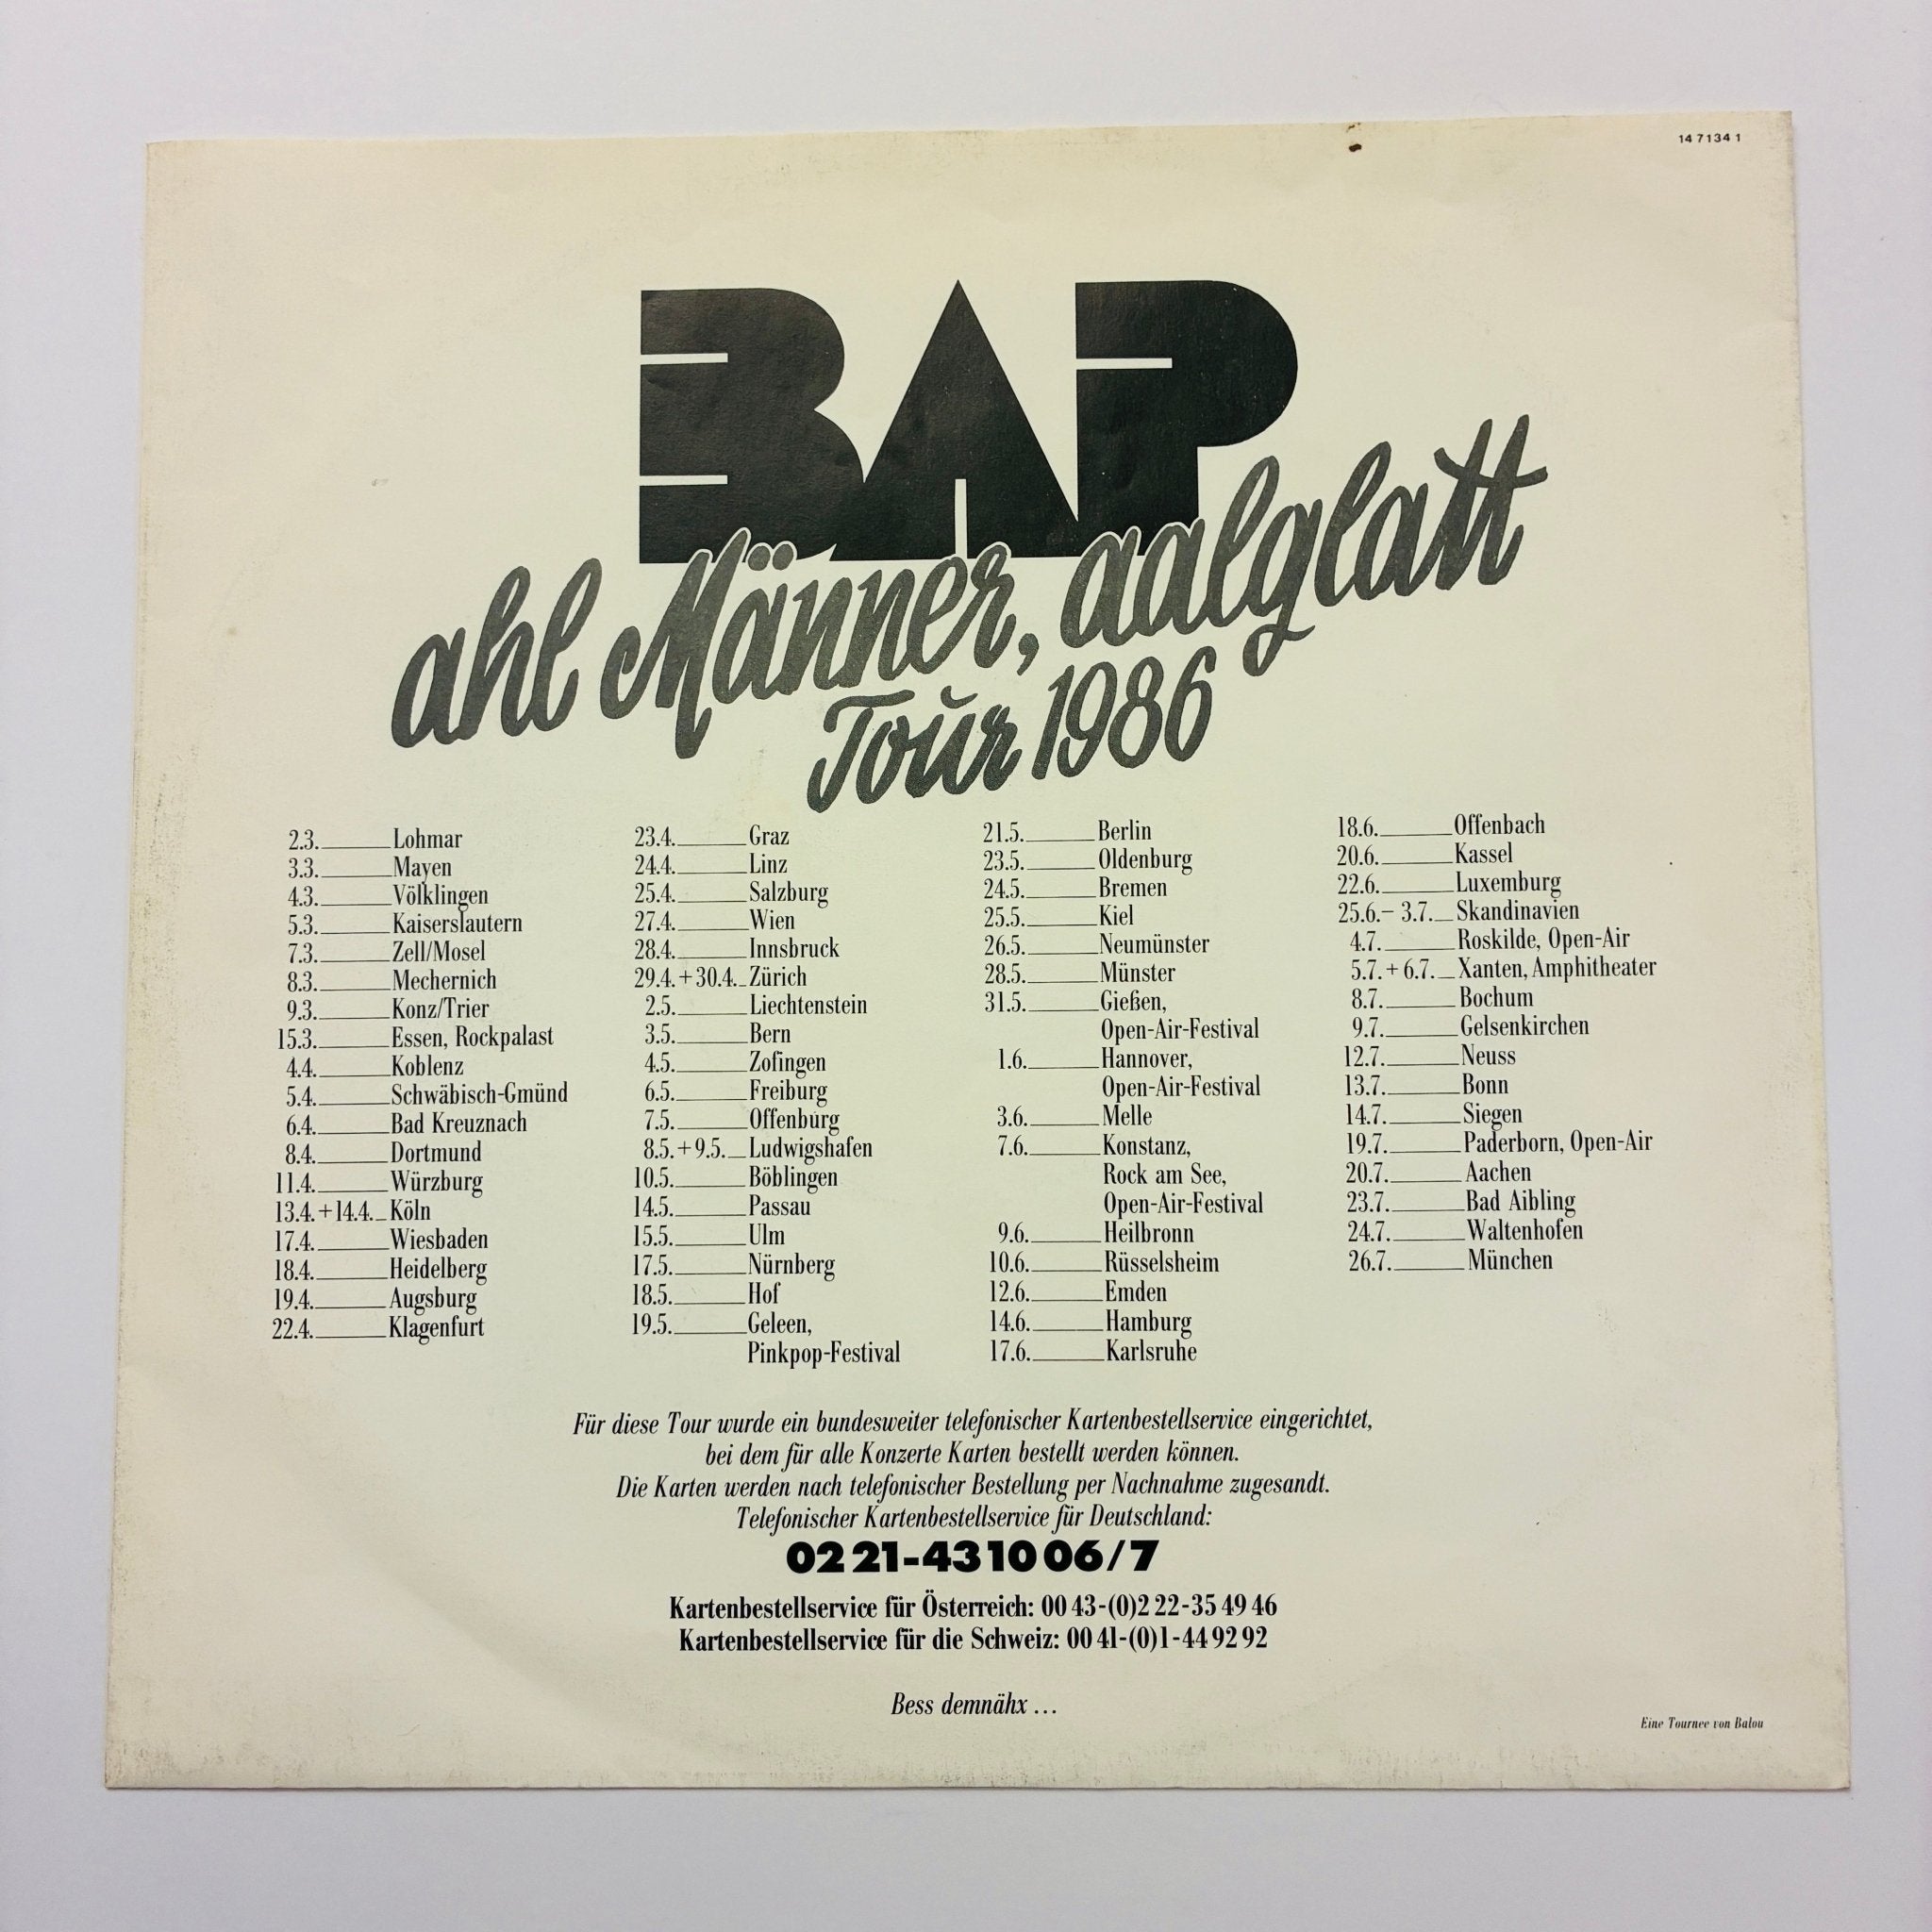 14 7134 1
BAP
ahl Männer, aalglatt
Tour 1986
2.3. Lohmar
3.3. Mayen
4.3. Völklingen
5.3. Kaiserslautern
7.3. Zell/Mosel
8.3. Mechernich
9.3. Konz/Trier
15.3. Essen, Rockpalast
4.4. Koblenz
5.4. Schwäbisch-Gmünd
6.4. Bad Kreuznach
8.4. Dortmund
11.4. Würzburg
13.4.+14.4. Köln
17.4. Wiesbaden
18.4. Heidelberg
19.4. Augsburg
22.4. Klagenfurt
23.4. Graz
24.4. Linz
25.4. Salzburg
27.4. Wien
28.4. Innsbruck
29.4.+30.4. Zürich
2.5. Liechtenstein
3.5. Bern
4.5. Zofingen
6.5. Freiburg
7.5. Offenburg
8.5.+9.5. Ludwigshafen
10.5. Böblingen
14.5. Passau
15.5. Ulm
17.5. Nürnberg
18.5. Hof
19.5. Geleen,
Pinkpop-Festival
21.5. Berlin
23.5. Oldenburg
24.5. Bremen
25.5. Kiel
26.5. Neumünster
28.5. Münster
31.5. Gießen,
Open-Air-Festival
1.6. Hannover,
Open-Air-Festival
3.6. Melle
7.6. Konstanz,
Rock am See,
Open-Air-Festival
9.6. Heilbronn
10.6. Rüsselsheim
12.6. Emden
14.6. Hamburg
17.6. Karlsruhe
18.6. Offenbach
20.6. Kassel
22.6. Luxemburg
25.6.– 3.7. Skandinavien
4.7. Roskilde, Open-Air
5.7.+6.7. Xanten, Amphitheater
8.7. Bochum
9.7. Gelsenkirchen
12.7. Neuss
13.7. Bonn
14.7. Siegen
19.7. Paderborn, Open-Air
20.7. Aachen
23.7. Bad Aibling
24.7. Waltenhofen
26.7. München
Für diese Tour wurde ein bundesweiter telefonischer Kartenbestellservice eingerichtet,
bei dem für alle Konzerte Karten bestellt werden können.
Die Karten werden nach telefonischer Bestellung per Nachnahme zugesandt.
Telefonischer Kartenbestellservice für Deutschland:
02 21-43 10 06/7
Kartenbestellservice für Österreich: 00 43-(0)2 22-35 49 46
Kartenbestellservice für die Schweiz: 00 41-(0)1-44 92 92
Bess demnähx ...
Eine Tournee von Balou